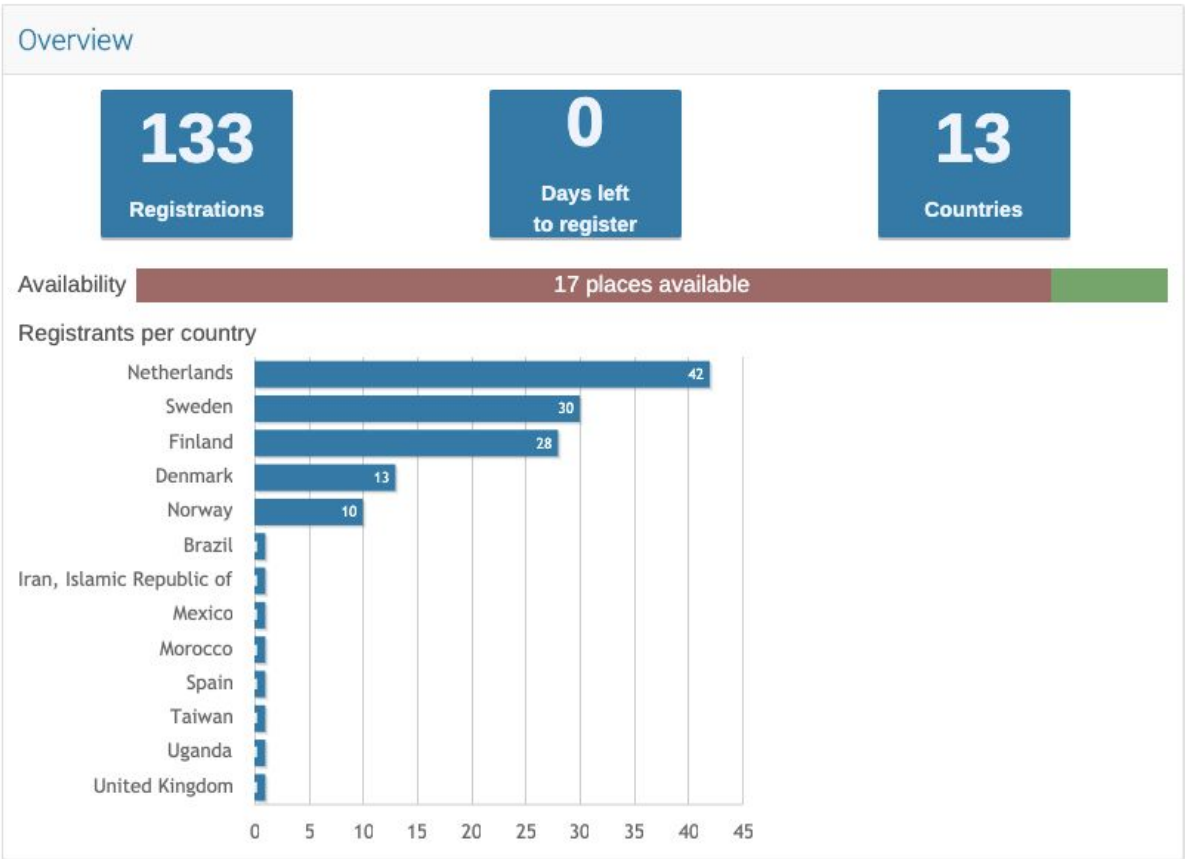 Overview
133
Registrations
0
Days left
to register
13
Countries
Availability
17 places available
Registrants per country
Netherlands
42
Sweden
30
Finland
28
Denmark
13
Norway
10
Brazil
Iran, Islamic Republic of
Mexico
Morocco
Spain
Taiwan
Uganda
United Kingdom
0 5 10 15 20 25 30 35 40 45